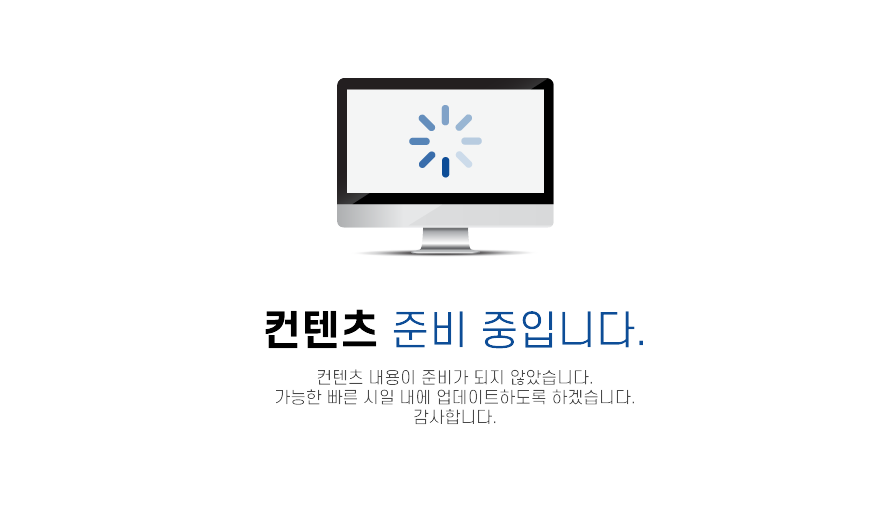 컨텐츠 준비 중입니다.
컨텐츠 내용이 준비가 되지 않았습니다.
가능한 빠른 시일 내에 업데이트하도록 하겠습니다.
감사합니다.